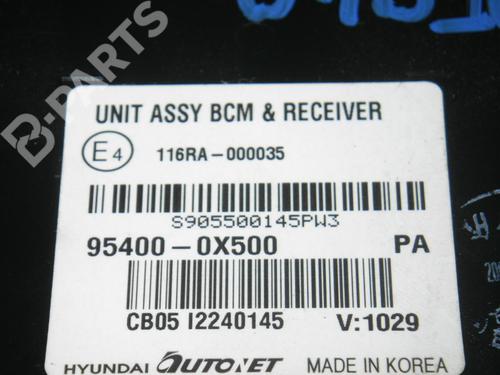 B-PARTS
UNIT ASSY BCM & RECEIVER
E4 116RA-000035
S905500145PW3
95400-0X500 PA
CB05 I2240145 V:1029
HYUNDAI AUTONET MADE IN KOREA